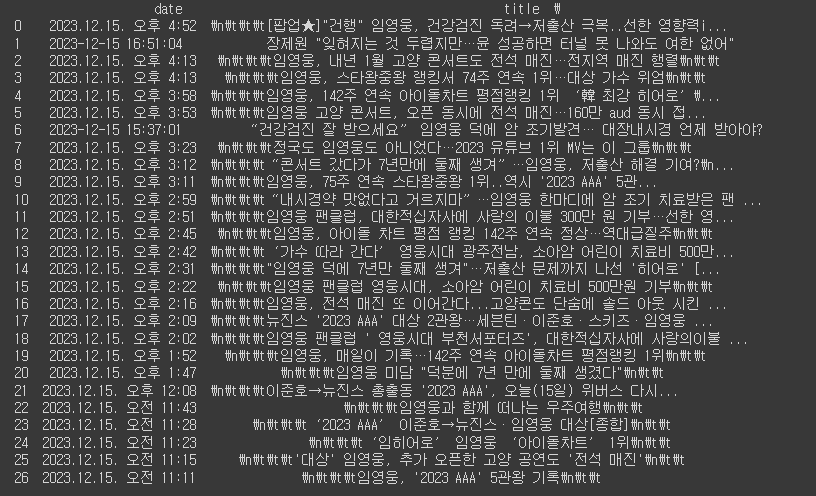 date title ₩
0 2023.12.15. 오후 4:52 ₩n₩t₩t₩t[팝업★]"건행" 임영웅, 건강검진 독려→저출산 극복..선한 영향력i...
1 2023-12-15 16:51:04 장제원 "잊혀지는 것 두렵지만…윤 성공하면 터널 못 나와도 여한 없어"
2 2023.12.15. 오후 4:13 ₩n₩t₩t₩t임영웅, 내년 1월 고양 콘서트도 전석 매진…전지역 매진 행렬₩n₩t₩t
3 2023.12.15. 오후 4:13 ₩n₩t₩t₩t임영웅, 스타왕중왕 랭킹서 74주 연속 1위…대상 가수 위엄₩n₩t₩t
4 2023.12.15. 오후 3:58 ₩n₩t₩t₩t임영웅, 142주 연속 아이돌차트 평점랭킹 1위 ‘韓 최강 히어로’₩...
5 2023.12.15. 오후 3:53 ₩n₩t₩t₩t임영웅 고양 콘서트, 오픈 동시에 전석 매진…160만 aud 동시 접...
6 2023-12-15 15:37:01 “건강검진 잘 받으세요” 임영웅 덕에 암 조기발견… 대장내시경 언제 받아야?
7 2023.12.15. 오후 3:23 ₩n₩t₩t₩t정국도 임영웅도 아니었다…2023 유튜브 1위 MV는 이 그룹₩n₩t₩t
8 2023.12.15. 오후 3:12 ₩n₩t₩t₩t “콘서트 갔다가 7년만에 둘째 생겨” …임영웅, 저출산 해결 기여?₩n...
9 2023.12.15. 오후 3:11 ₩n₩t₩t₩t임영웅, 75주 연속 스타왕중왕 1위..역시 '2023 AAA' 5관...
10 2023.12.15. 오후 2:59 ₩n₩t₩t₩t “내시경약 맛없다고 거르지마” …임영웅 한마디에 암 조기 치료받은 팬 ...
11 2023.12.15. 오후 2:51 ₩n₩t₩t₩t임영웅 팬클럽, 대한적십자사에 사랑의 이불 300만 원 기부…선한 영...
12 2023.12.15. 오후 2:45 ₩n₩t₩t₩t임영웅, 아이돌 차트 평점 랭킹 142주 연속 정상…역대급질주₩n₩t₩t
13 2023.12.15. 오후 2:42 ₩n₩t₩t₩t ‘가수 따라 간다’ 영웅시대 광주전남, 소아암 어린이 치료비 500만...
14 2023.12.15. 오후 2:31 ₩n₩t₩t₩t"임영웅 덕에 7년만 둘째 생겨"…저출산 문제까지 나선 '히어로' [...
15 2023.12.15. 오후 2:22 ₩n₩t₩t₩t임영웅 팬클럽 영웅시대, 소아암 어린이 치료비 500만원 기부₩n₩t₩t
16 2023.12.15. 오후 2:16 ₩n₩t₩t₩t임영웅, 전석 매진 또 이어간다...고양콘도 단숨에 솔드 아웃 시킨 ...
17 2023.12.15. 오후 2:09 ₩n₩t₩t₩t뉴진스 '2023 AAA' 대상 2관왕…세븐틴·이준호·스키즈·임영웅 ...
18 2023.12.15. 오후 2:02 ₩n₩t₩t₩t임영웅 팬클럽 ' 영웅시대 부천서포터즈', 대한적십자사에 사랑의이불 ...
19 2023.12.15. 오후 1:52 ₩n₩t₩t₩t임영웅, 매일이 기록…142주 연속 아이돌차트 평점랭킹 1위₩n₩t₩t
20 2023.12.15. 오후 1:47 ₩n₩t₩t₩t임영웅 미담 "덕분에 7년 만에 둘째 생겼다"₩n₩t₩t
21 2023.12.15. 오후 12:08 ₩n₩t₩t₩t이준호→뉴진스 총출동 '2023 AAA', 오늘(15일) 위버스 다시...
22 2023.12.15. 오전 11:43 ₩n₩t₩t₩t임영웅과 함께 떠나는 우주여행₩n₩t₩t
23 2023.12.15. 오전 11:28 ₩n₩t₩t₩t ‘2023 AAA’ 이준호→뉴진스·임영웅 대상[종합]₩n₩t₩t
24 2023.12.15. 오전 11:23 ₩n₩t₩t₩t ‘임히어로’ 임영웅 ‘아이돌차트’ 1위₩n₩t₩t
25 2023.12.15. 오전 11:15 ₩n₩t₩t₩t'대상' 임영웅, 추가 오픈한 고양 공연도 '전석 매진'₩n₩t₩t
26 2023.12.15. 오전 11:11 ₩n₩t₩t₩t임영웅, '2023 AAA' 5관왕 기록₩n₩t₩t